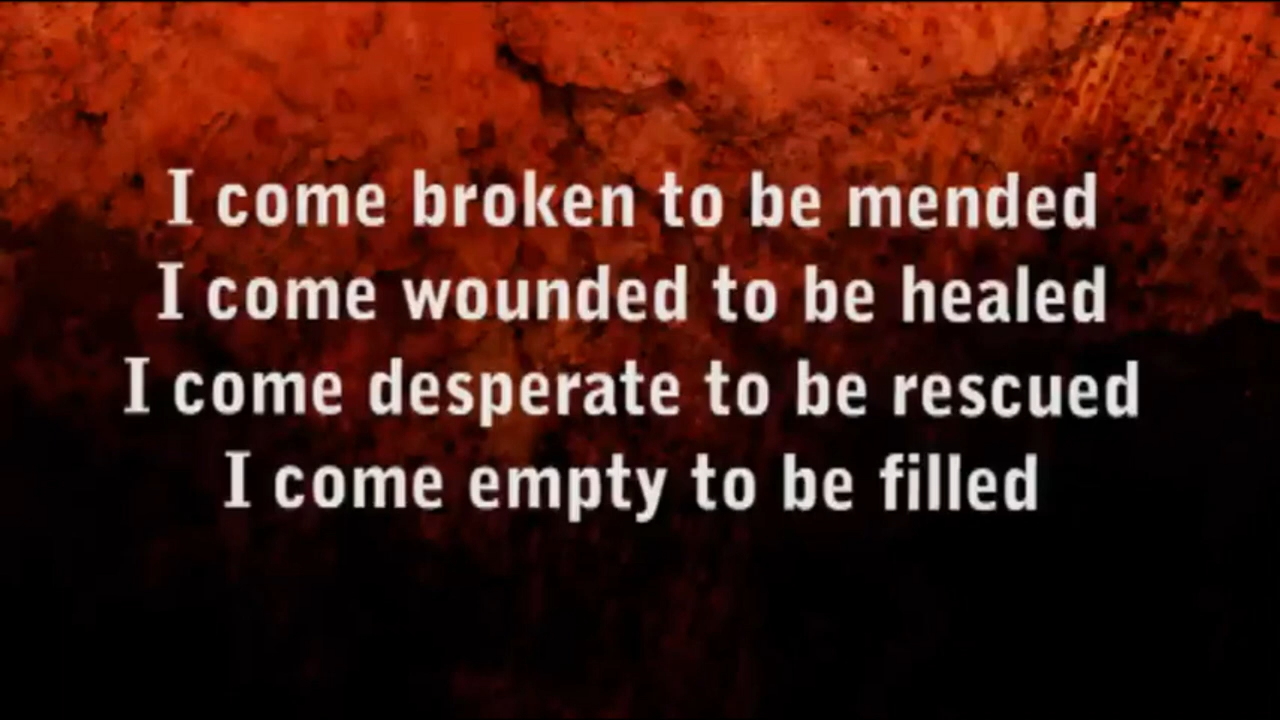 I come broken to be mended
I come wounded to be healed
I come desperate to be rescued
I come empty to be filled